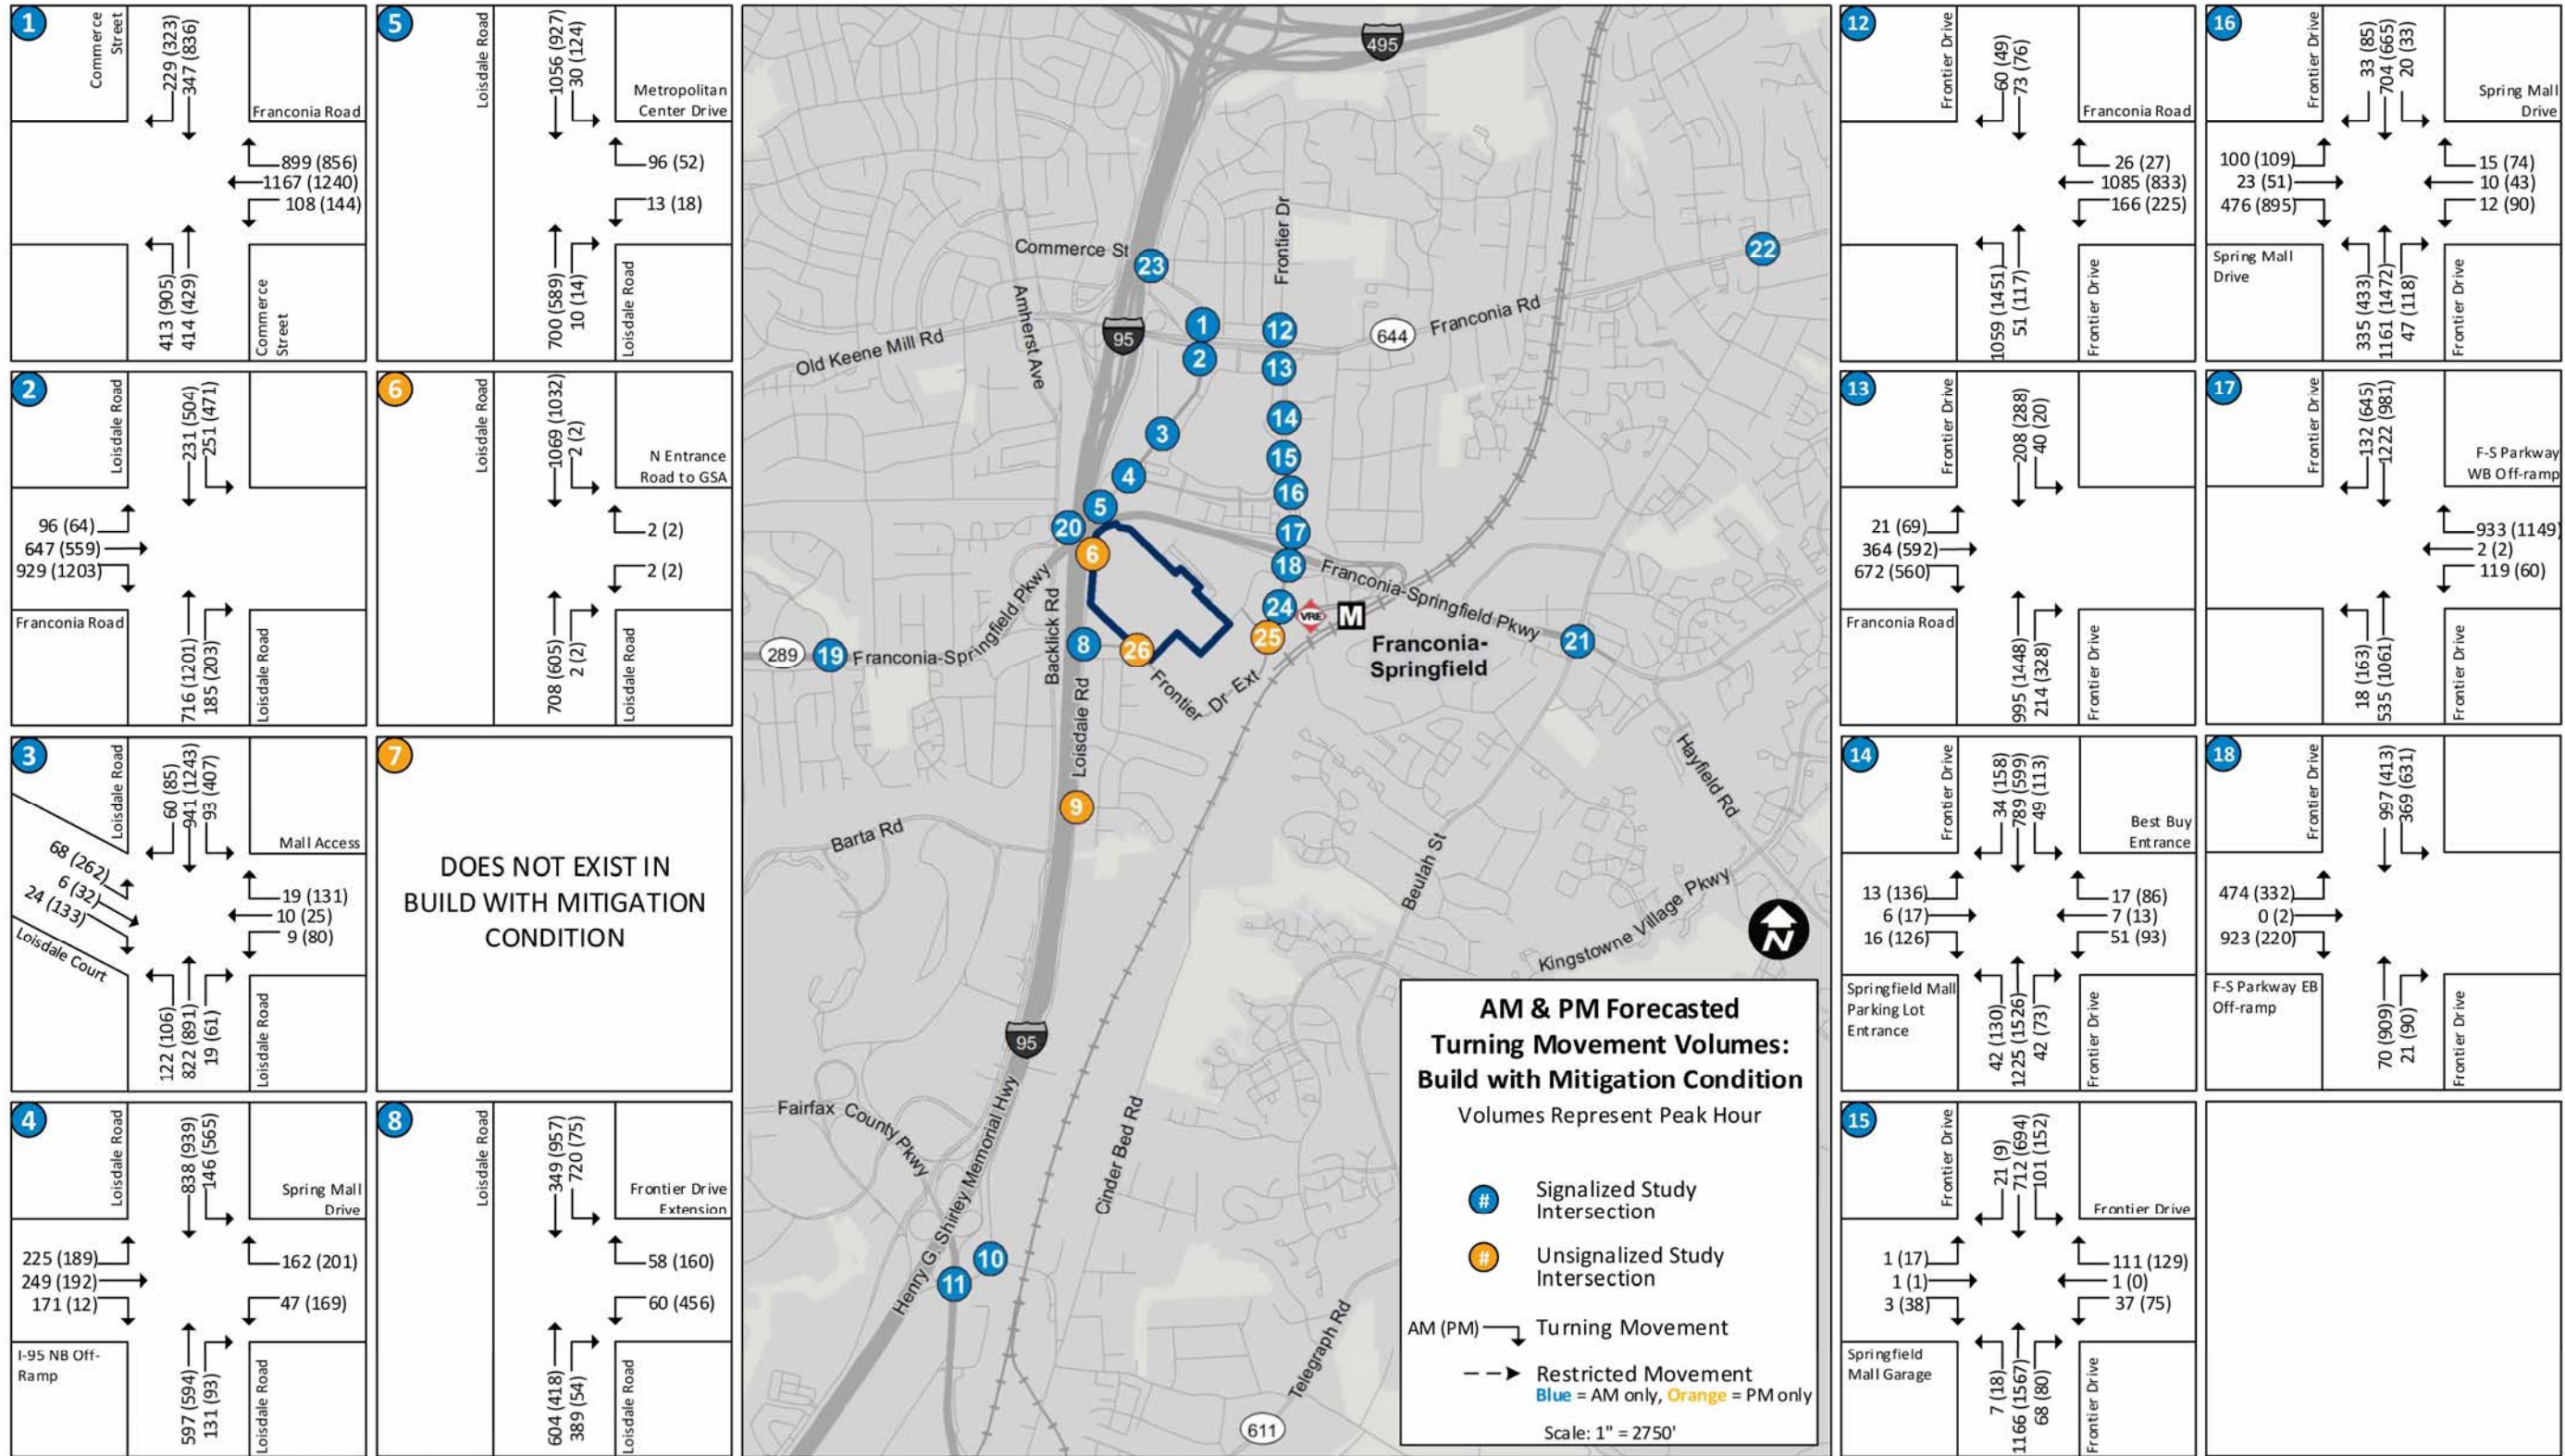 1
Commerce
Street
229 (323)
347 (836)
Franconia Road
899 (856)
1167 (1240)
108 (144)
413 (905)
414 (429)
Commerce
Street
2
Loisdale Road
231 (504)
251 (471)
96 (64)
647 (559)
929 (1203)
Franconia Road
716 (1201)
185 (203)
Loisdale Road
3
Loisdale Road
60 (85)
941 (1243)
93 (407)
Mall Access
68 (262)
6 (32)
24 (133)
19 (131)
10 (25)
9 (80)
Loisdale Court
122 (106)
822 (891)
19 (61)
Loisdale Road
4
Loisdale Road
838 (939)
146 (565)
Spring Mall
Drive
225 (189)
249 (192)
171 (12)
162 (201)
47 (169)
I-95 NB Off-
Ramp
597 (594)
131 (93)
Loisdale Road
5
Loisdale Road
1056 (927)
30 (124)
Metropolitan
Center Drive
96 (52)
13 (18)
700 (589)
10 (14)
Loisdale Road
6
Loisdale Road
1069 (1032)
2 (2)
N Entrance
Road to GSA
2 (2)
2 (2)
708 (605)
2 (2)
Loisdale Road
7
DOES NOT EXIST IN
BUILD WITH MITIGATION
CONDITION
8
Loisdale Road
349 (957)
720 (75)
Frontier Drive
Extension
58 (160)
60 (456)
604 (418)
389 (54)
Loisdale Road
495
Commerce St
23
Frontier Dr
22
Amherst Ave
95
1
2
12
13
644
Franconia Rd
Old Keene Mill Rd
3
14
4
15
5
16
20
17
6
18
Franconia-Springfield Pkwy
24
VRE
M
25
Franconia-
Springfield
21
289
19
Franconia-Springfield Pkwy
Backlick Rd
8
26
Frontier
Dr Ext
Loisdale Rd
Hayfield Rd
9
Barta Rd
Beulah St
Kingstowne Village Pkwy
N
95
Fairfax County Pkwy
Henry G. Shirley Memorial Hwy
Cinder Bed Rd
10
11
Telegraph Rd
611
AM & PM Forecasted
Turning Movement Volumes:
Build with Mitigation Condition
Volumes Represent Peak Hour
# Signalized Study
Intersection
# Unsignalized Study
Intersection
AM (PM) Turning Movement
Restricted Movement
Blue = AM only, Orange = PM only
Scale: 1" = 2750'
12
Frontier Drive
60 (49)
73 (76)
Franconia Road
26 (27)
1085 (833)
166 (225)
1059 (1451)
51 (117)
Frontier Drive
13
Frontier Drive
208 (288)
40 (20)
21 (69)
364 (592)
672 (560)
Franconia Road
995 (1448)
214 (328)
Frontier Drive
14
Frontier Drive
34 (158)
789 (599)
49 (113)
Best Buy
Entrance
13 (136)
6 (17)
16 (126)
17 (86)
7 (13)
51 (93)
Springfield Mall
Parking Lot
Entrance
42 (130)
1225 (1526)
42 (73)
Frontier Drive
15
Frontier Drive
21 (9)
712 (694)
101 (152)
Frontier Drive
1 (17)
1 (1)
3 (38)
111 (129)
1 (0)
37 (75)
Springfield
Mall Garage
7 (18)
1166 (1567)
68 (80)
Frontier Drive
16
Frontier Drive
33 (85)
704 (665)
20 (33)
Spring Mall
Drive
100 (109)
23 (51)
476 (895)
15 (74)
10 (43)
12 (90)
Spring Mall
Drive
335 (433)
1161 (1472)
47 (118)
Frontier Drive
17
Frontier Drive
132 (645)
1222 (981)
F-S Parkway
WB Off-ramp
933 (1149)
2 (2)
119 (60)
18 (163)
535 (1061)
Frontier Drive
18
Frontier Drive
997 (413)
369 (631)
474 (332)
0 (2)
923 (220)
F-S Parkway EB
Off-ramp
70 (909)
21 (90)
Frontier Drive